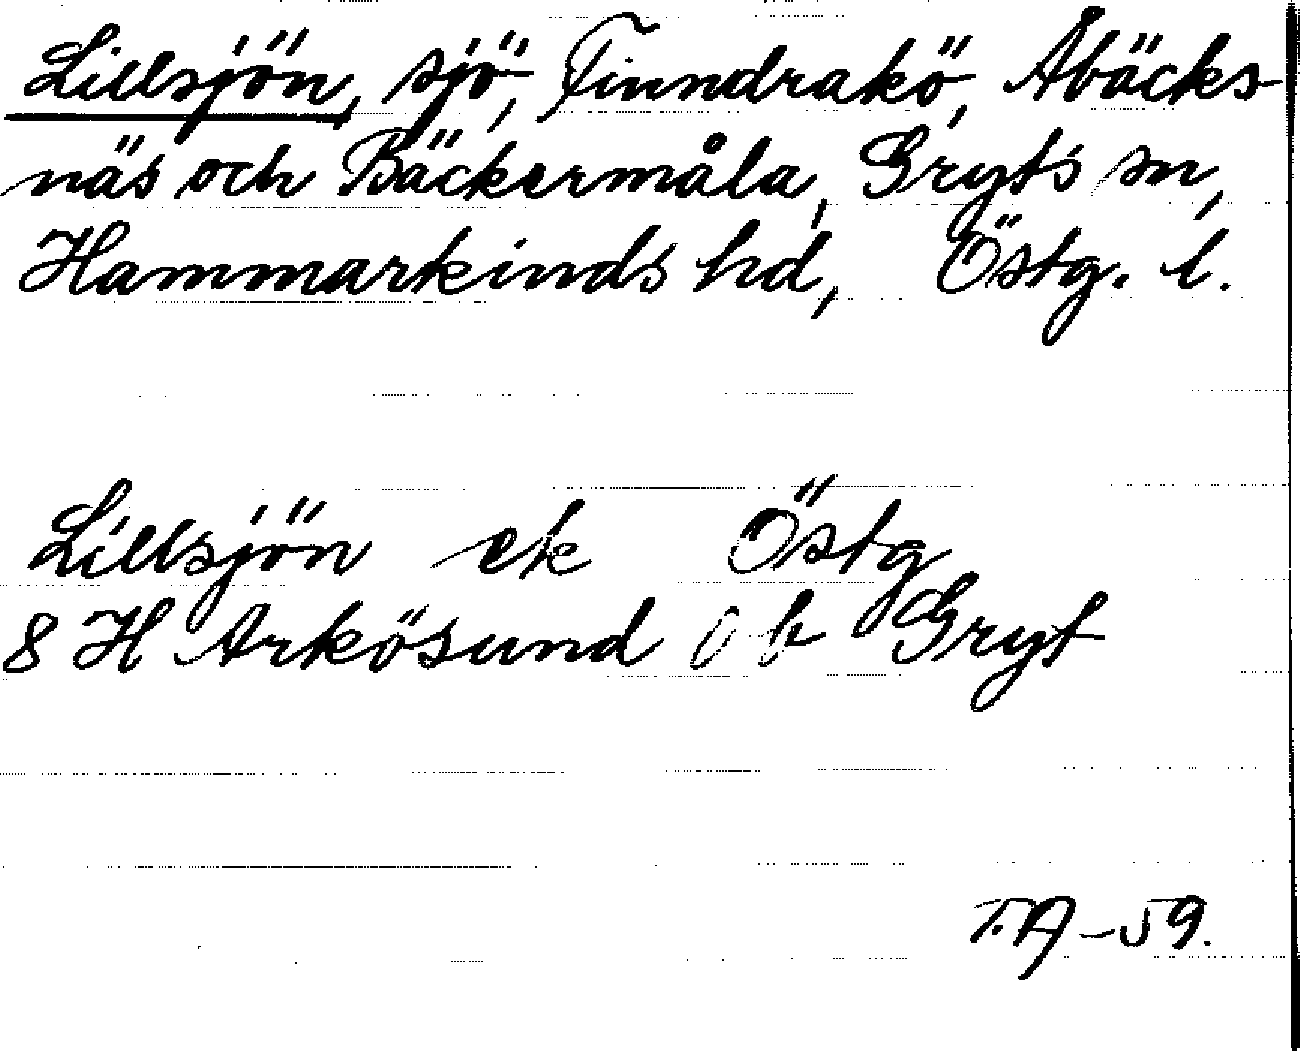 Lillsjön, sjö, Finndrakö, Åbäcks-
näs och Bäckermåla, Gryts sn,
Hammarkinds hd, Östg. l.
Lillsjön ek Östg
8 H Arkösund Ob Gryt
T.A-59.